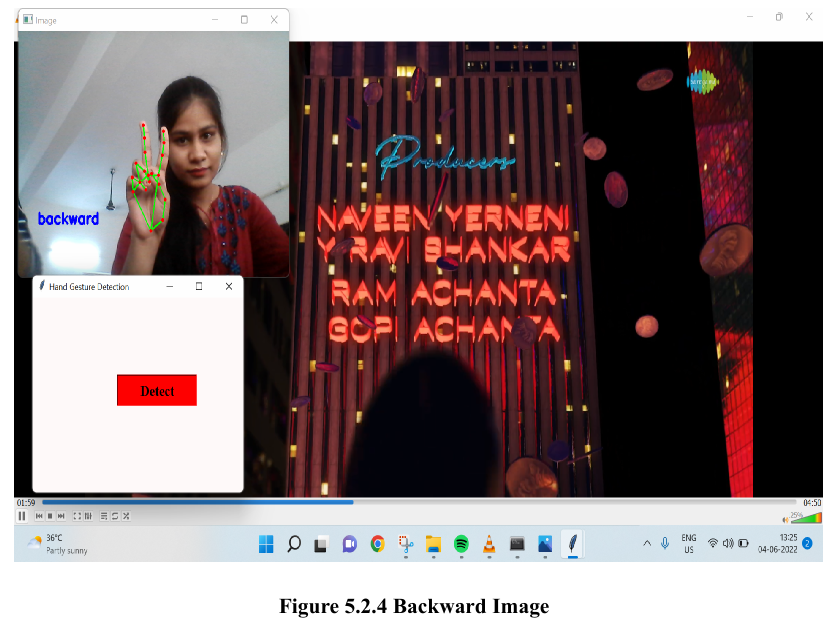 Image
backward
Hand Gesture Detection
Detect
Producers
NAVEEN YERNENI
Y RAVI SHANKAR
RAM ACHANTA
GOPI ACHANTA
01:59
04:50
25%
36°C
Partly sunny
ENG
US
13:25
04-06-2022
2
Figure 5.2.4 Backward Image